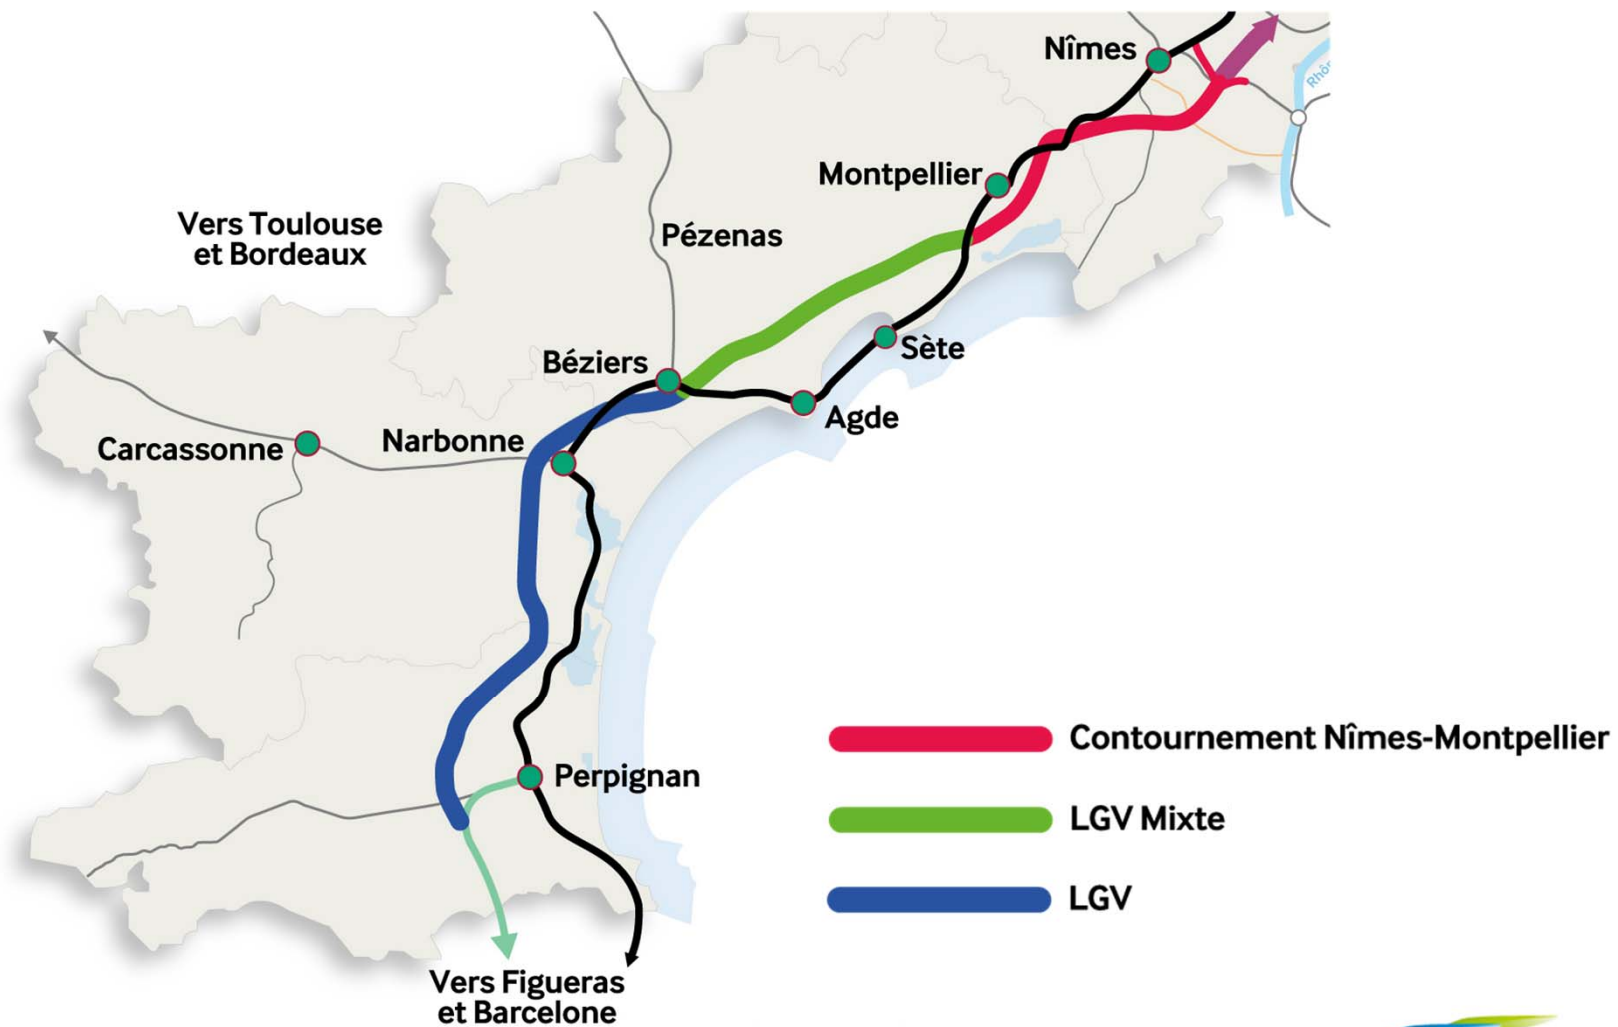 Nîmes
Rhôn
Montpellier
Vers Toulouse
et Bordeaux
Pézenas
Sète
Béziers
Agde
Carcassonne
Narbonne
Contournement Nîmes-Montpellier
Perpignan
LGV Mixte
LGV
Vers Figueras
et Barcelone